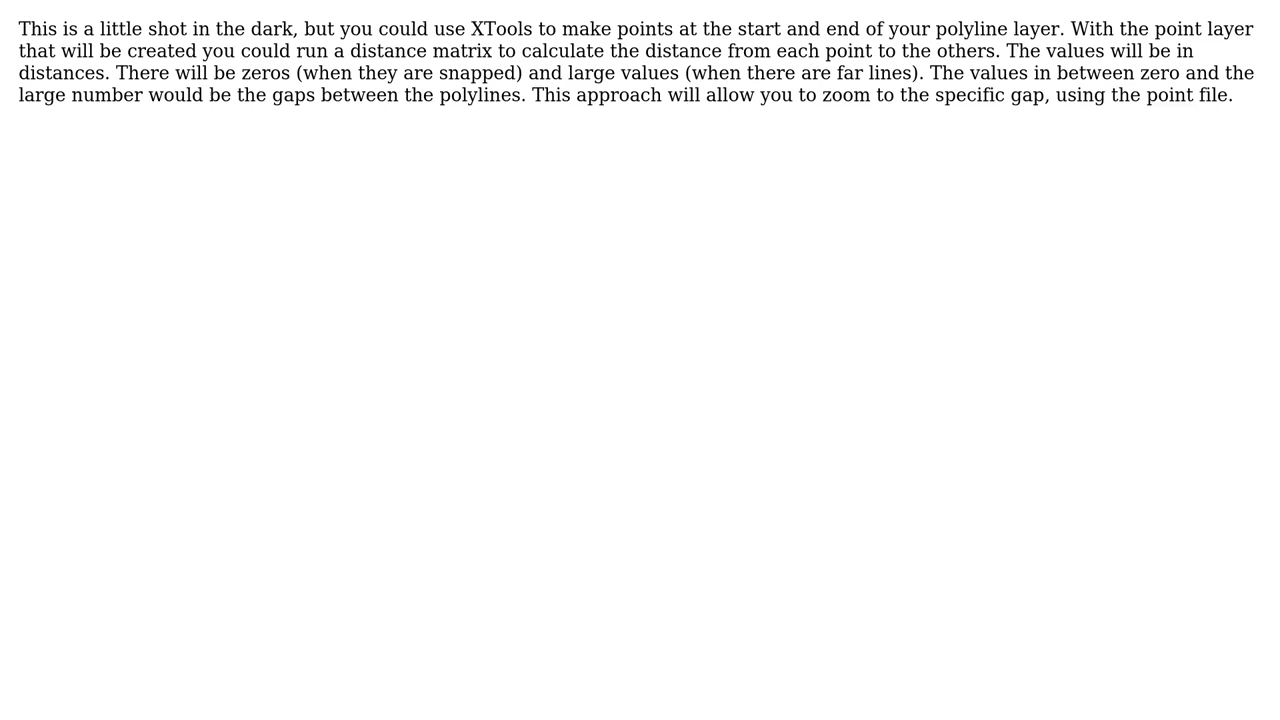 This is a little shot in the dark, but you could use XTools to make points at the start and end of your polyline layer. With the point layer
that will be created you could run a distance matrix to calculate the distance from each point to the others. The values will be in
distances. There will be zeros (when they are snapped) and large values (when there are far lines). The values in between zero and the
large number would be the gaps between the polylines. This approach will allow you to zoom to the specific gap, using the point file.